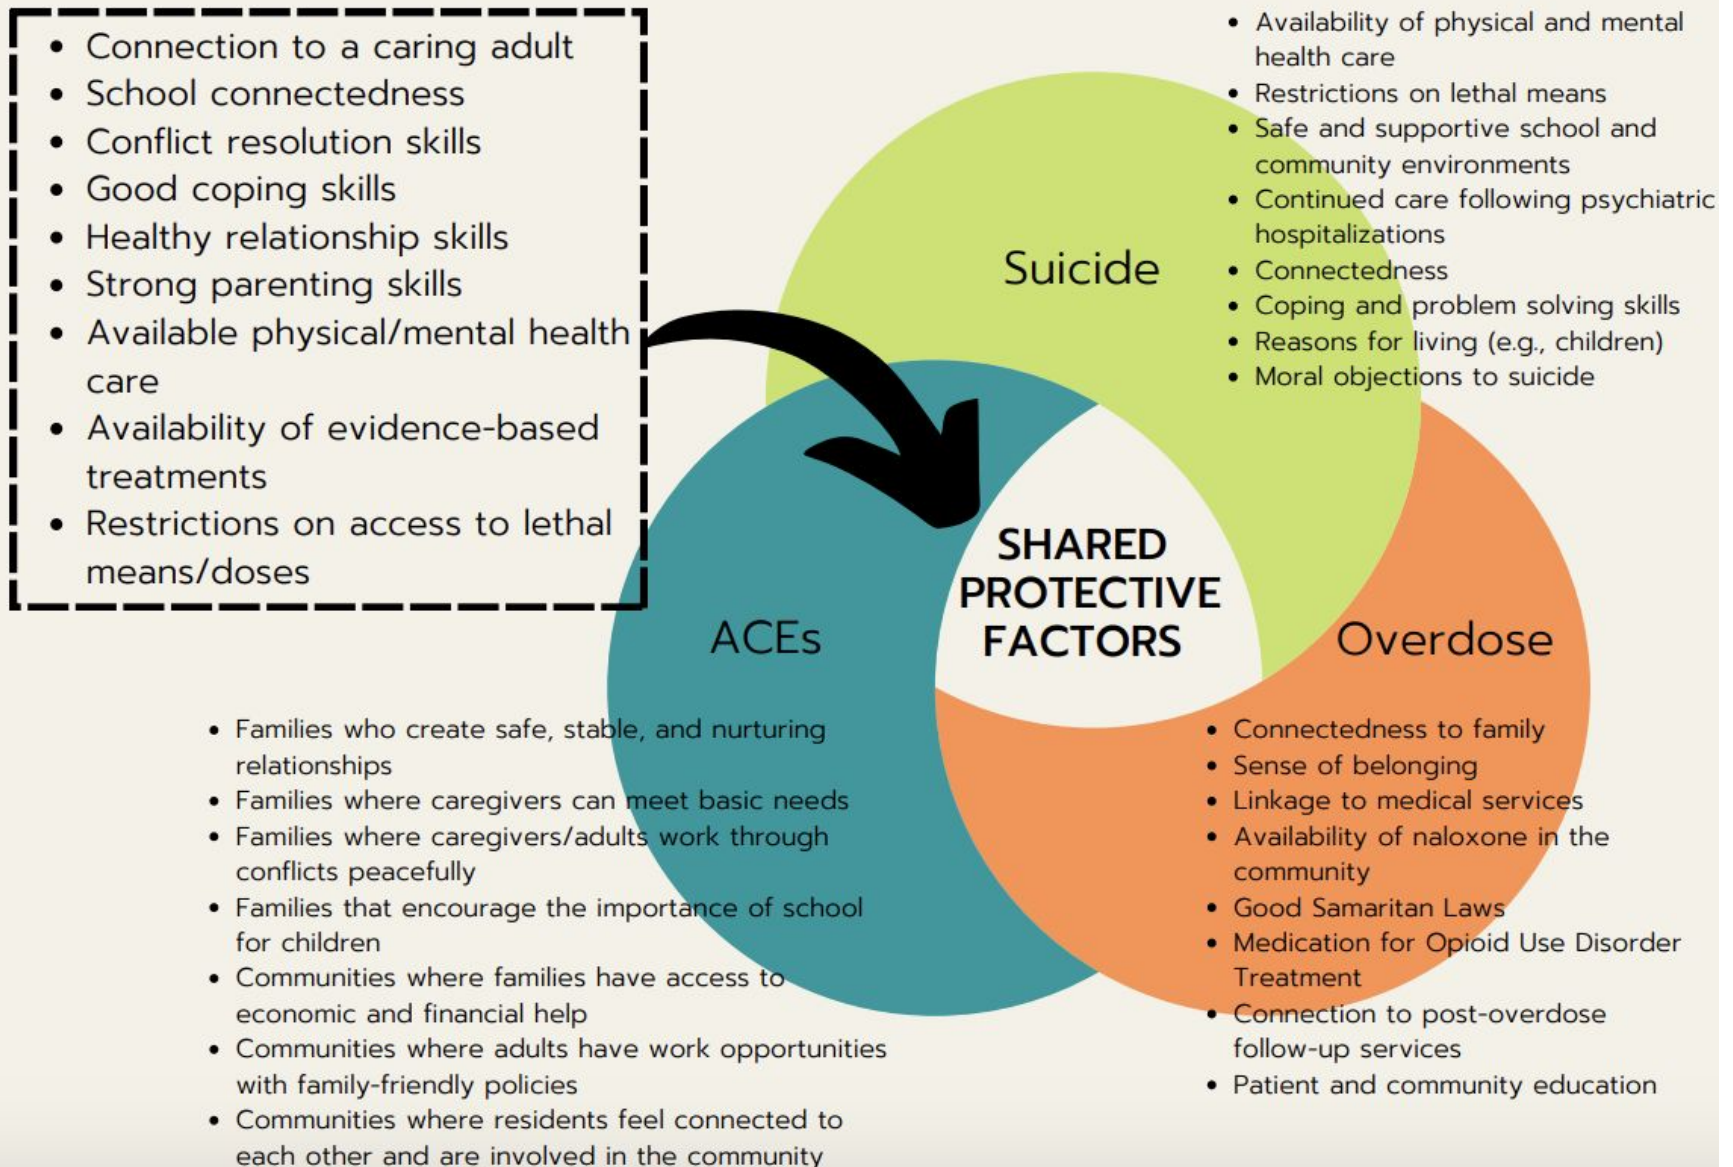 • Connection to a caring adult
• School connectedness
• Conflict resolution skills
• Good coping skills
• Healthy relationship skills
• Strong parenting skills
• Available physical/mental health
care
• Availability of evidence-based
treatments
• Restrictions on access to lethal
means/doses
• Availability of physical and mental
health care
• Restrictions on lethal means
• Safe and supportive school and
community environments
• Continued care following psychiatric
hospitalizations
• Connectedness
• Coping and problem solving skills
• Reasons for living (e.g., children)
• Moral objections to suicide
Suicide
SHARED
PROTECTIVE
FACTORS
ACEs
Overdose
• Families who create safe, stable, and nurturing
relationships
• Families where caregivers can meet basic needs
• Families where caregivers/adults work through
conflicts peacefully
• Families that encourage the importance of school
for children
• Communities where families have access to
economic and financial help
• Communities where adults have work opportunities
with family-friendly policies
• Communities where residents feel connected to
each other and are involved in the community
• Connectedness to family
• Sense of belonging
• Linkage to medical services
• Availability of naloxone in the
community
• Good Samaritan Laws
• Medication for Opioid Use Disorder
Treatment
• Connection to post-overdose
follow-up services
• Patient and community education